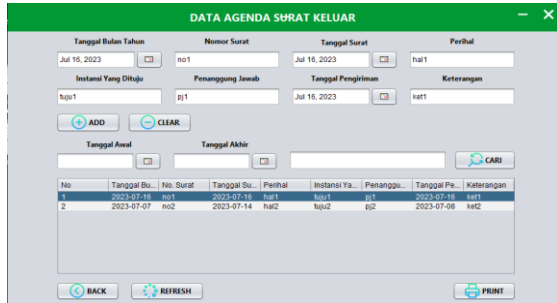 DATA AGENDA SURAT KELUAR
Tanggal Bulan Tahun Nomor Surat Tanggal Surat Perihal
Jul 16, 2023 no1 Jul 16, 2023 hal1
Instansi Yang Dituju Penanggung Jawab Tanggal Pengiriman Keterangan
tuju1 pj1 Jul 16, 2023 ket1
ADD CLEAR
Tanggal Awal Tanggal Akhir
CARI
No Tanggal Bu... No. Surat Tanggal Su... Perihal Instansi Ya... Penanggu... Tanggal Pe... Keterangan
1 2023-07-16 no1 2023-07-16 hal1 tuju1 pj1 2023-07-16 ket1
2 2023-07-07 no2 2023-07-14 hal2 tuju2 pj2 2023-07-08 ket2
BACK REFRESH PRINT